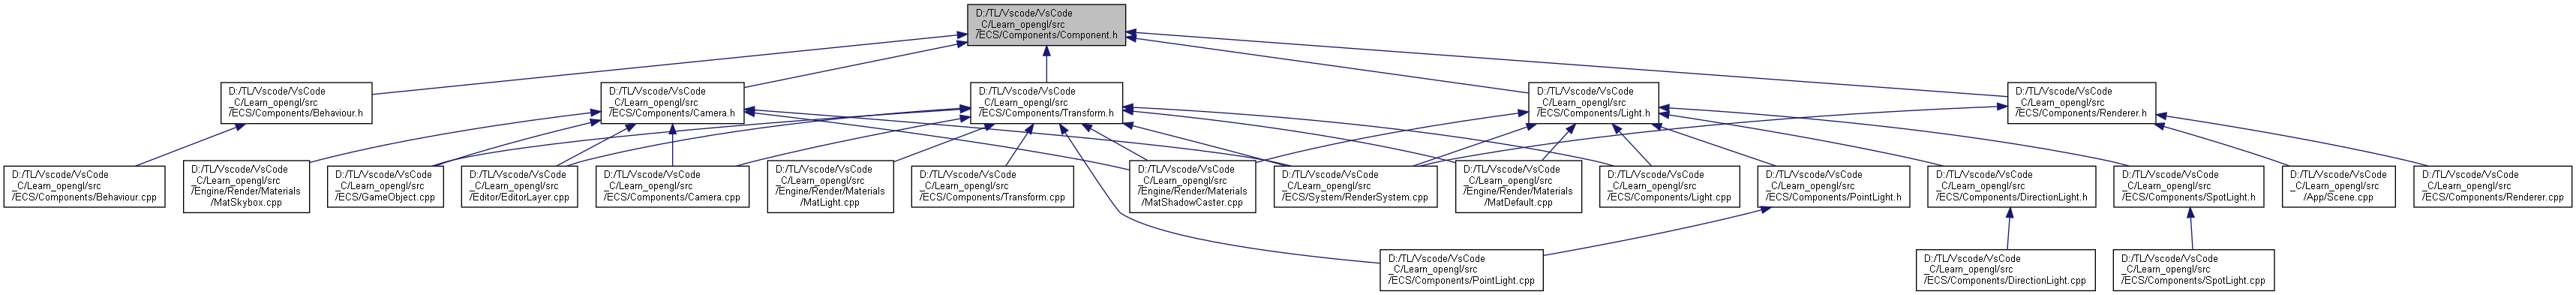 D:/TL/Vscode/VsCode
_C/Learn_opengl/src
/ECS/Components/Component.h
D:/TL/Vscode/VsCode
_C/Learn_opengl/src
/ECS/Components/Behaviour.h
D:/TL/Vscode/VsCode
_C/Learn_opengl/src
/ECS/Components/Camera.h
D:/TL/Vscode/VsCode
_C/Learn_opengl/src
/ECS/Components/Transform.h
D:/TL/Vscode/VsCode
_C/Learn_opengl/src
/ECS/Components/Light.h
D:/TL/Vscode/VsCode
_C/Learn_opengl/src
/ECS/Components/Renderer.h
D:/TL/Vscode/VsCode
_C/Learn_opengl/src
/ECS/Components/Behaviour.cpp
D:/TL/Vscode/VsCode
_C/Learn_opengl/src
/Engine/Render/Materials
/MatSkybox.cpp
D:/TL/Vscode/VsCode
_C/Learn_opengl/src
/ECS/GameObject.cpp
D:/TL/Vscode/VsCode
_C/Learn_opengl/src
/Editor/EditorLayer.cpp
D:/TL/Vscode/VsCode
_C/Learn_opengl/src
/ECS/Components/Camera.cpp
D:/TL/Vscode/VsCode
_C/Learn_opengl/src
/Engine/Render/Materials
/MatLight.cpp
D:/TL/Vscode/VsCode
_C/Learn_opengl/src
/ECS/Components/Transform.cpp
D:/TL/Vscode/VsCode
_C/Learn_opengl/src
/Engine/Render/Materials
/MatShadowCaster.cpp
D:/TL/Vscode/VsCode
_C/Learn_opengl/src
/ECS/System/RenderSystem.cpp
D:/TL/Vscode/VsCode
_C/Learn_opengl/src
/Engine/Render/Materials
/MatDefault.cpp
D:/TL/Vscode/VsCode
_C/Learn_opengl/src
/ECS/Components/Light.cpp
D:/TL/Vscode/VsCode
_C/Learn_opengl/src
/ECS/Components/PointLight.h
D:/TL/Vscode/VsCode
_C/Learn_opengl/src
/ECS/Components/DirectionLight.h
D:/TL/Vscode/VsCode
_C/Learn_opengl/src
/ECS/Components/SpotLight.h
D:/TL/Vscode/VsCode
_C/Learn_opengl/src
/App/Scene.cpp
D:/TL/Vscode/VsCode
_C/Learn_opengl/src
/ECS/Components/Renderer.cpp
D:/TL/Vscode/VsCode
_C/Learn_opengl/src
/ECS/Components/PointLight.cpp
D:/TL/Vscode/VsCode
_C/Learn_opengl/src
/ECS/Components/DirectionLight.cpp
D:/TL/Vscode/VsCode
_C/Learn_opengl/src
/ECS/Components/SpotLight.cpp